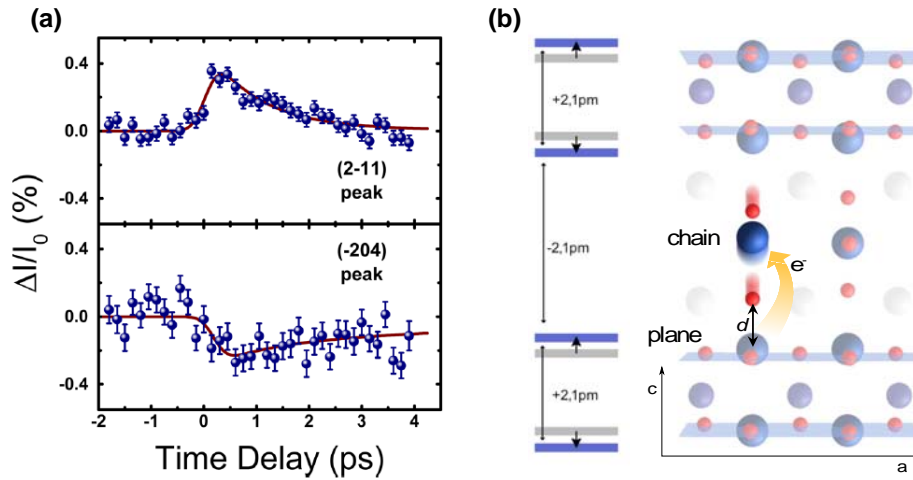 (a)
ΔI/I₀ (%)
0.4
0.0
-0.4
(2-11)
peak
0.4
0.0
-0.4
(-204)
peak
-2
-1
0
1
2
3
4
Time Delay (ps)
(b)
+2,1pm
-2,1pm
+2,1pm
chain
e-
d
plane
c
a